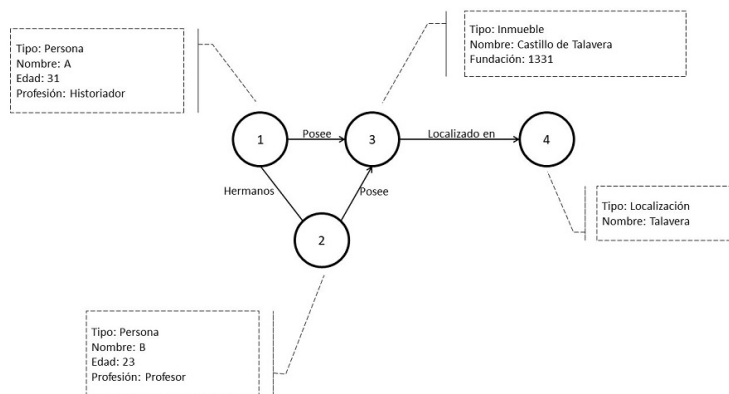 Tipo: Persona
Nombre: A
Edad: 31
Profesión: Historiador
Tipo: Inmueble
Nombre: Castillo de Talavera
Fundación: 1331
1
Posee
3
Localizado en
4
Hermanos
Posee
2
Tipo: Localización
Nombre: Talavera
Tipo: Persona
Nombre: B
Edad: 23
Profesión: Profesor